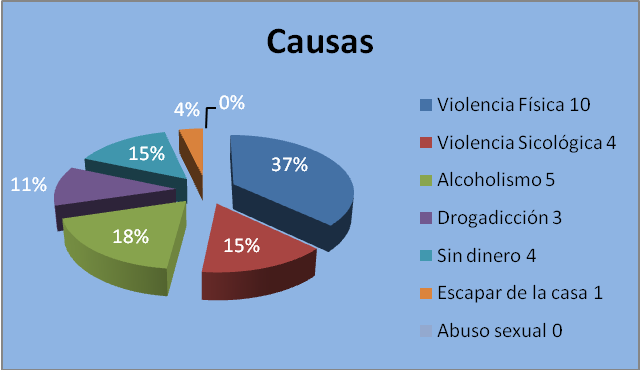 Causas
0%
4%
37%
15%
11%
18%
15%
Violencia Física 10
Violencia Sicológica 4
Alcoholismo 5
Drogadicción 3
Sin dinero 4
Escapar de la casa 1
Abuso sexual 0